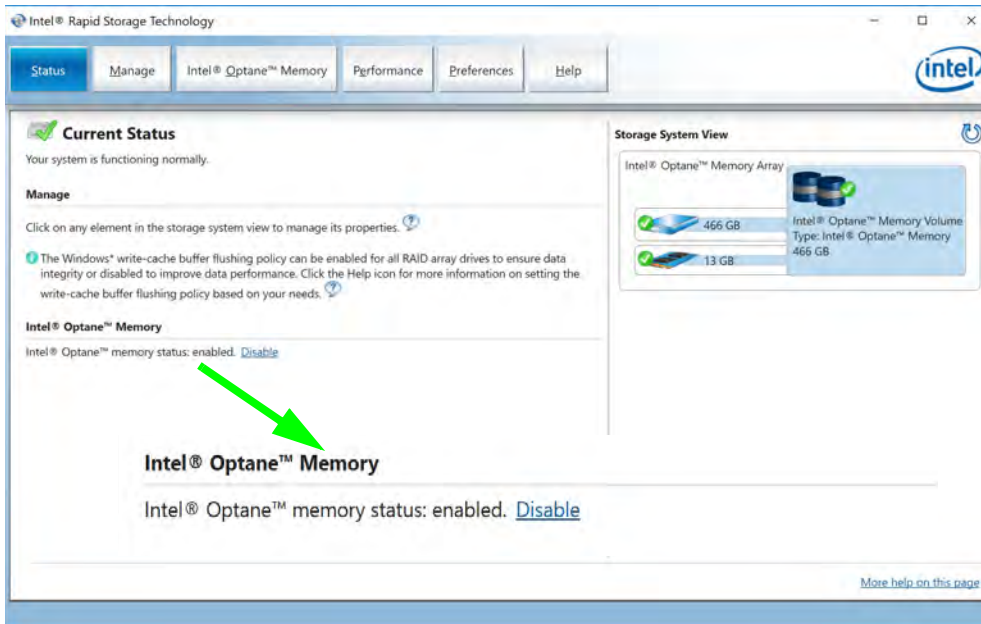 Intel® Rapid Storage Technology
Status
Manage
Intel® Optane™ Memory
Performance
Preferences
Help
intel
Current Status
Your system is functioning normally.
Manage
Click on any element in the storage system view to manage its properties.
The Windows* write-cache buffer flushing policy can be enabled for all RAID array drives to ensure data
integrity or disabled to improve data performance. Click the Help icon for more information on setting the
write-cache buffer flushing policy based on your needs.
Intel® Optane™ Memory
Intel® Optane™ memory status: enabled. Disable
Intel® Optane™ Memory
Intel® Optane™ memory status: enabled. Disable
Storage System View
Intel® Optane™ Memory Array
466 GB
13 GB
Intel® Optane™ Memory Volume
Type: Intel® Optane™ Memory
466 GB
More help on this page